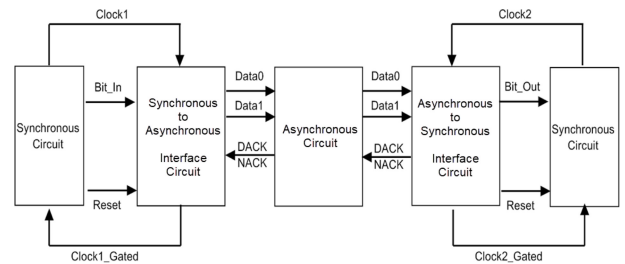 Clock1
Clock2
Synchronous
Circuit
Bit_In
Reset
Synchronous
to
Asynchronous
Interface
Circuit
Data0
Data1
DACK
NACK
Asynchronous
Circuit
Data0
Data1
DACK
NACK
Asynchronous
to
Synchronous
Interface
Circuit
Bit_Out
Reset
Synchronous
Circuit
Clock1_Gated
Clock2_Gated